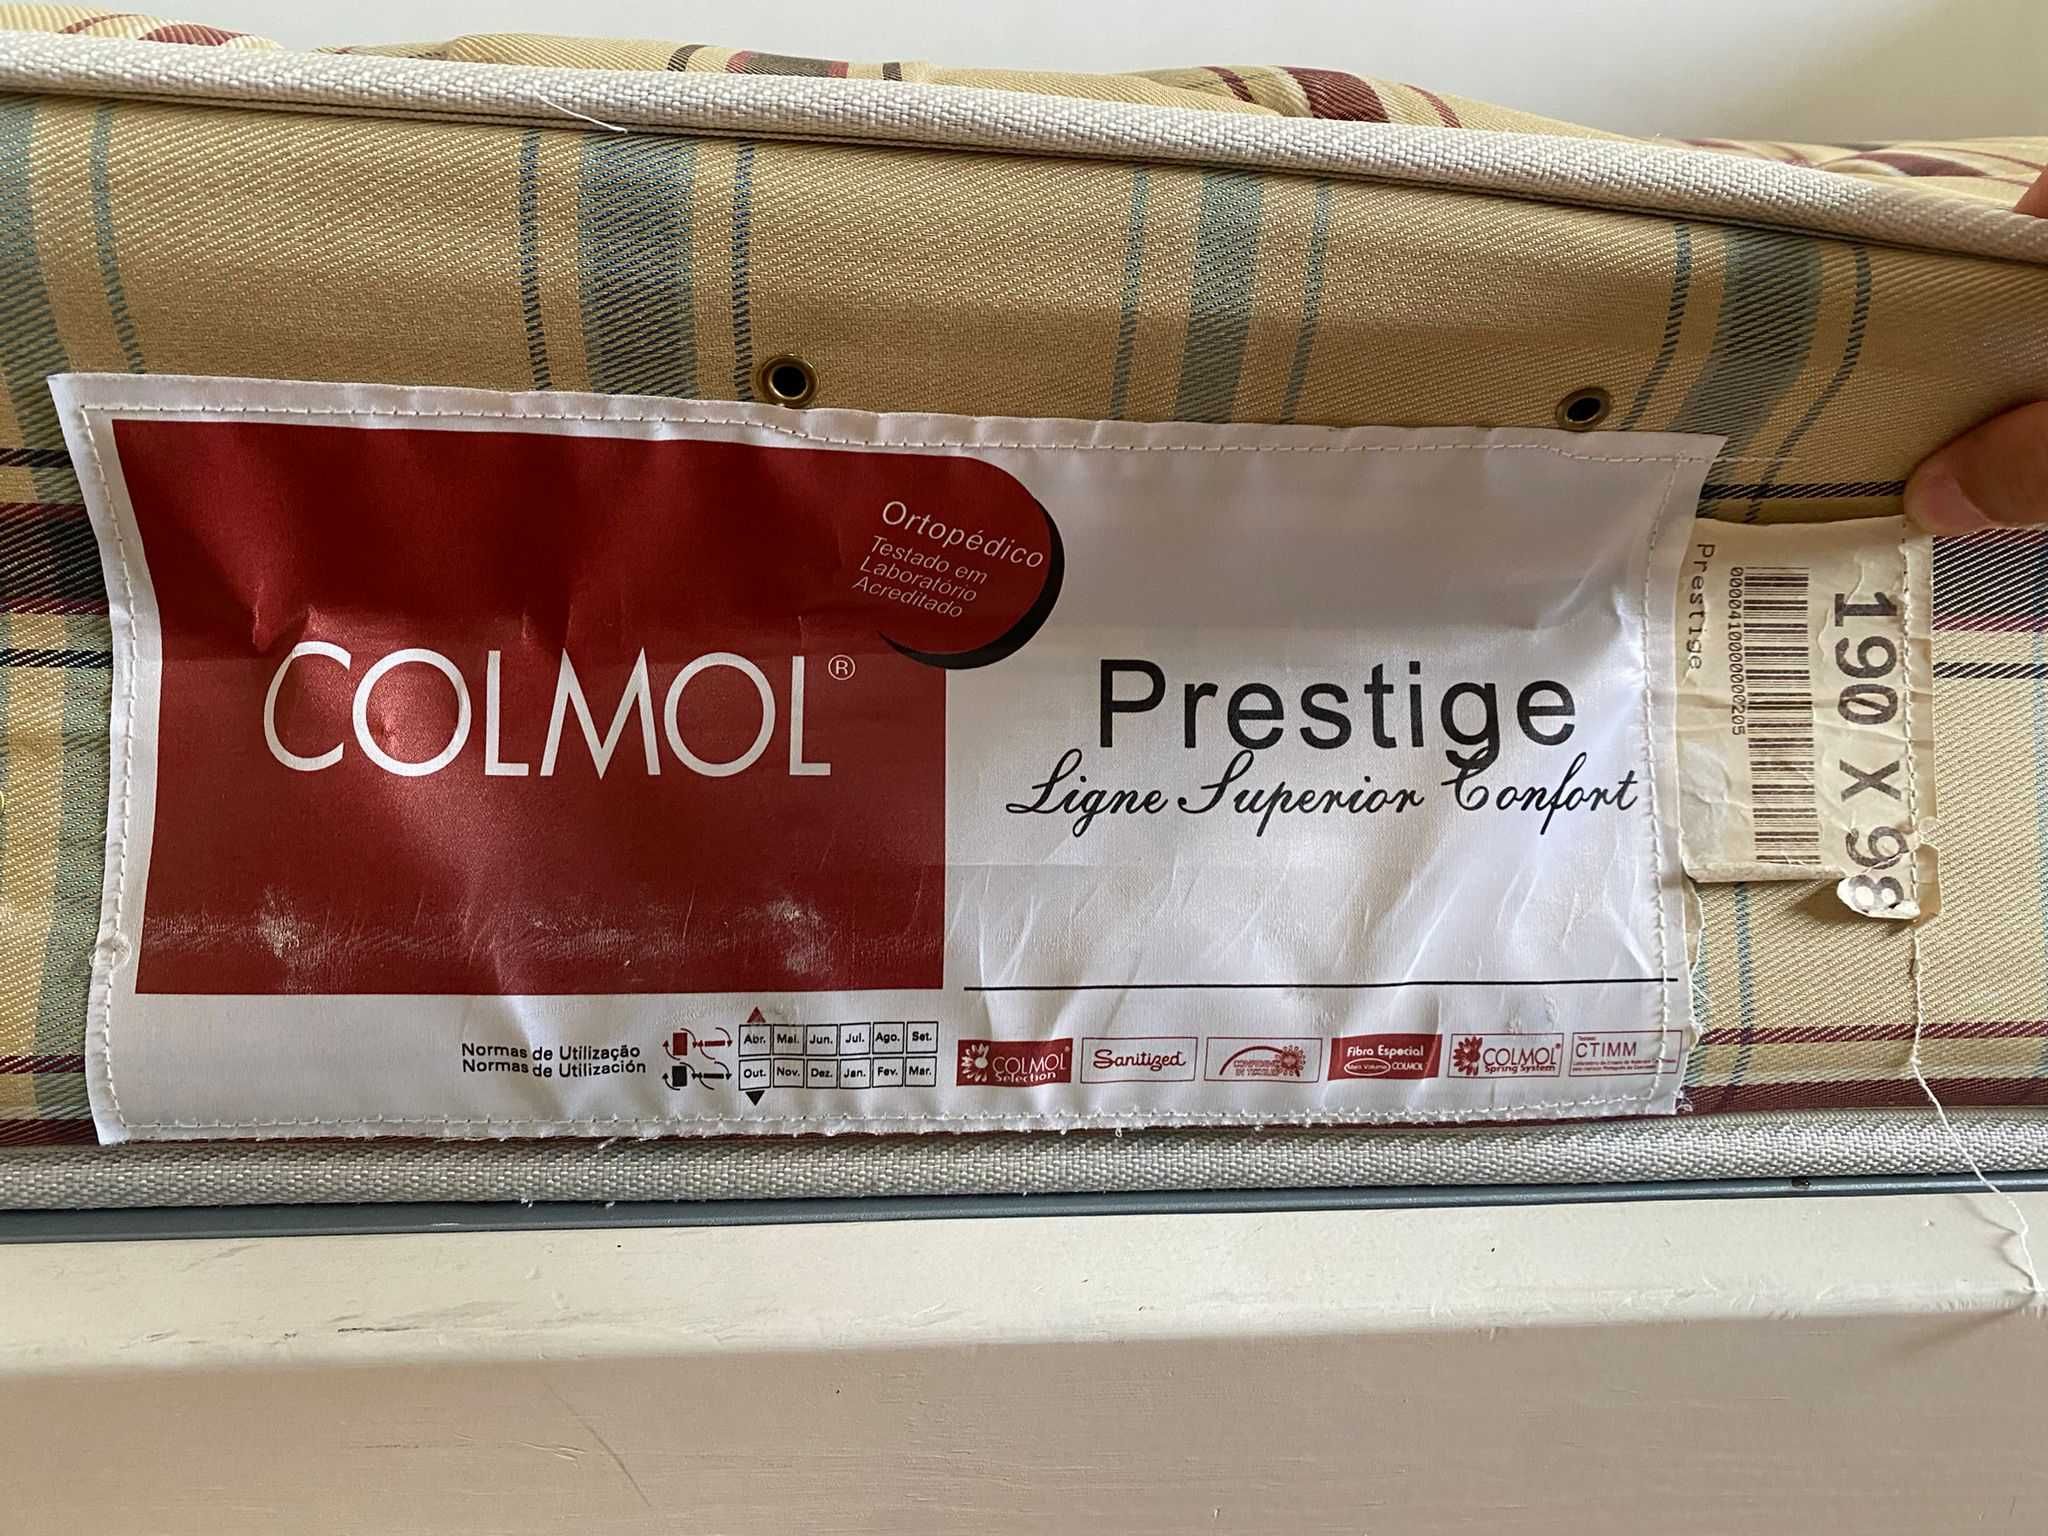 Ortopédico
Testado em
Laboratório
Acreditado
COLMOL®
Prestige
Ligne Superior Confort
Normas de Utilização
Normas de Utilización
Abr. Mai. Jun. Jul. Ago. Set.
Out. Nov. Dez. Jan. Fev. Mar.
COLMOL®
Selection
Sanitized
Fibra Especial
COLMOL
COLMOL®
Spring System
CTIMM
Prestige
190 X 98